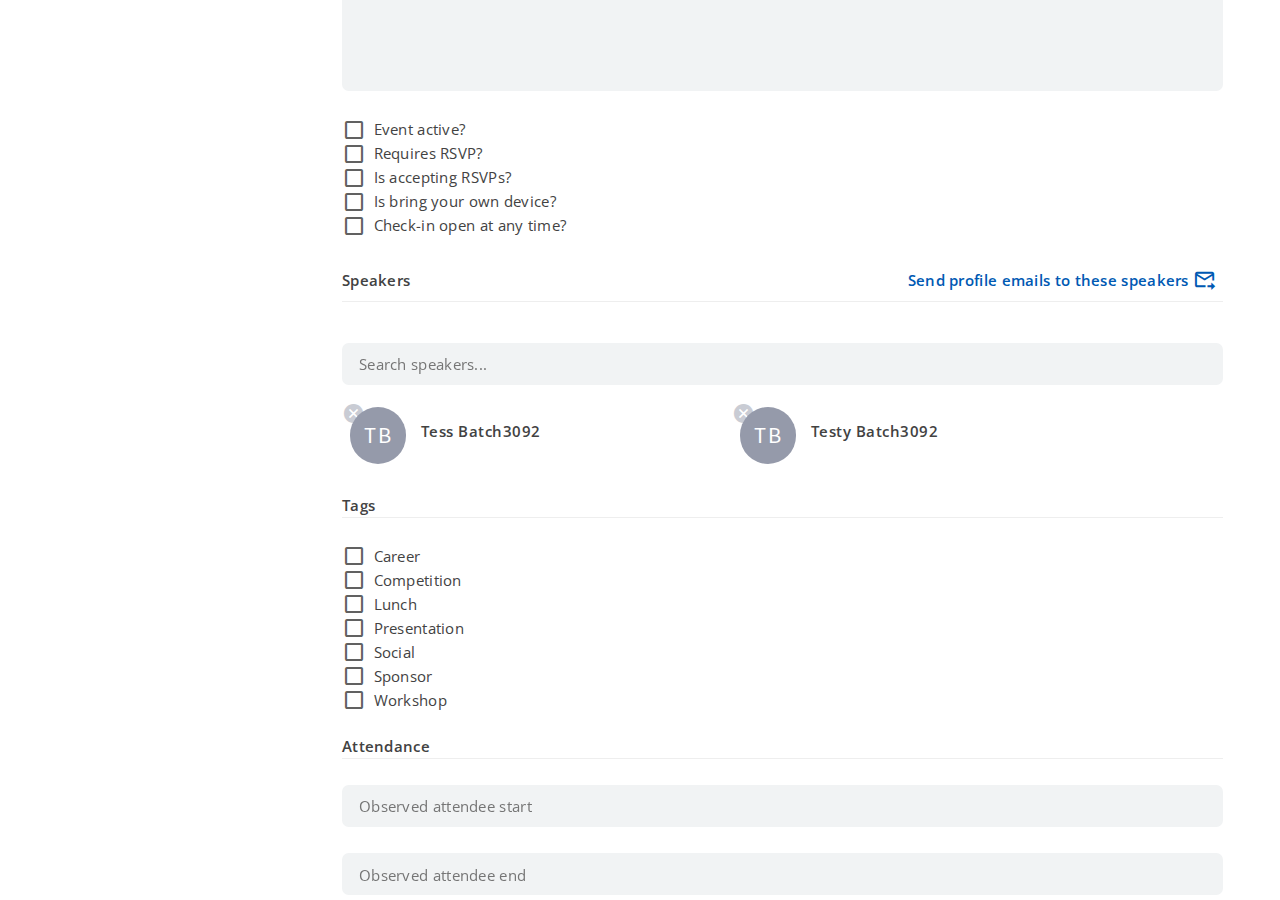 Event active?
Requires RSVP?
Is accepting RSVPs?
Is bring your own device?
Check-in open at any time?
Speakers
Send profile emails to these speakers
Search speakers...
TB
Tess Batch3092
TB
Testy Batch3092
Tags
Career
Competition
Lunch
Presentation
Social
Sponsor
Workshop
Attendance
Observed attendee start
Observed attendee end